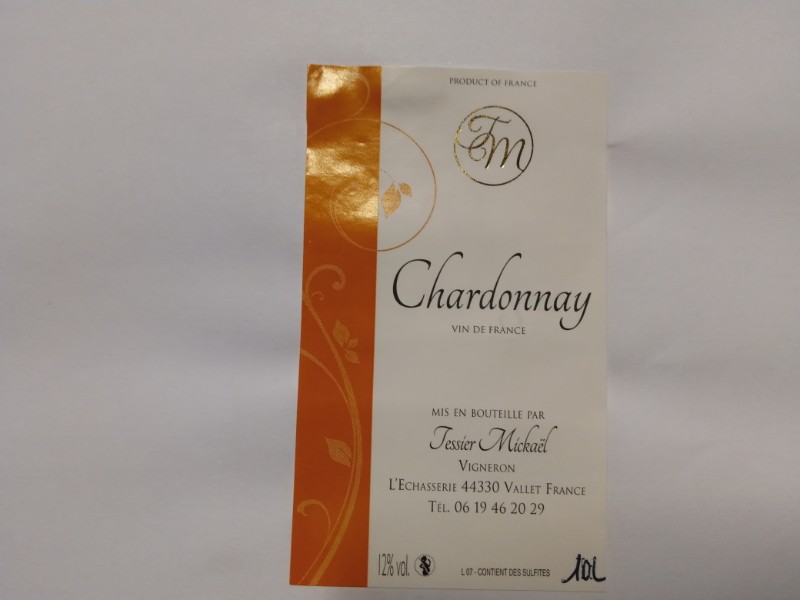 PRODUCT OF FRANCE
TM
Chardonnay
VIN DE FRANCE
MIS EN BOUTEILLE PAR
Tessier Mickaël
VIGNERON
L'ECHASSERIE 44330 VALLET FRANCE
TÉL. 06 19 46 20 29
12% vol.
L 07 - CONTIENT DES SULFITES